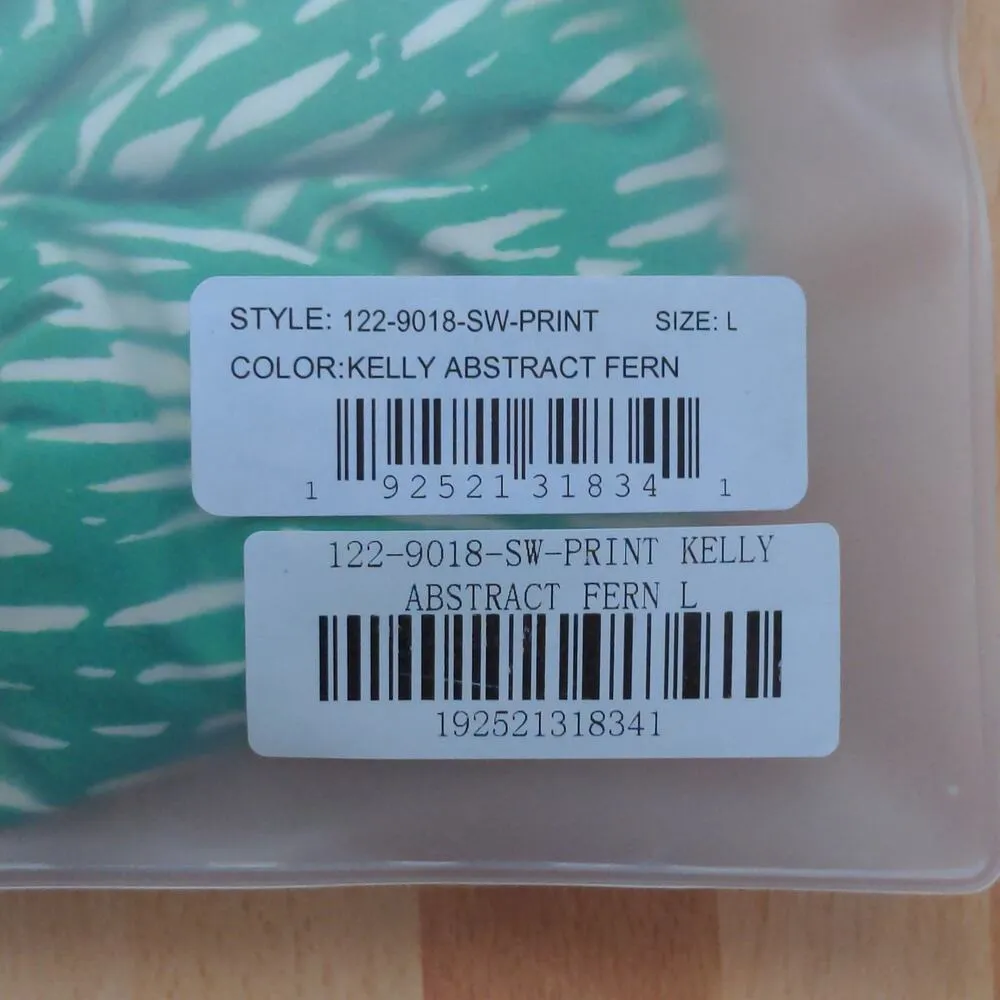 STYLE: 122-9018-SW-PRINT SIZE: L
COLOR:KELLY ABSTRACT FERN
1 92521 31834 1
122-9018-SW-PRINT KELLY
ABSTRACT FERN L
192521318341